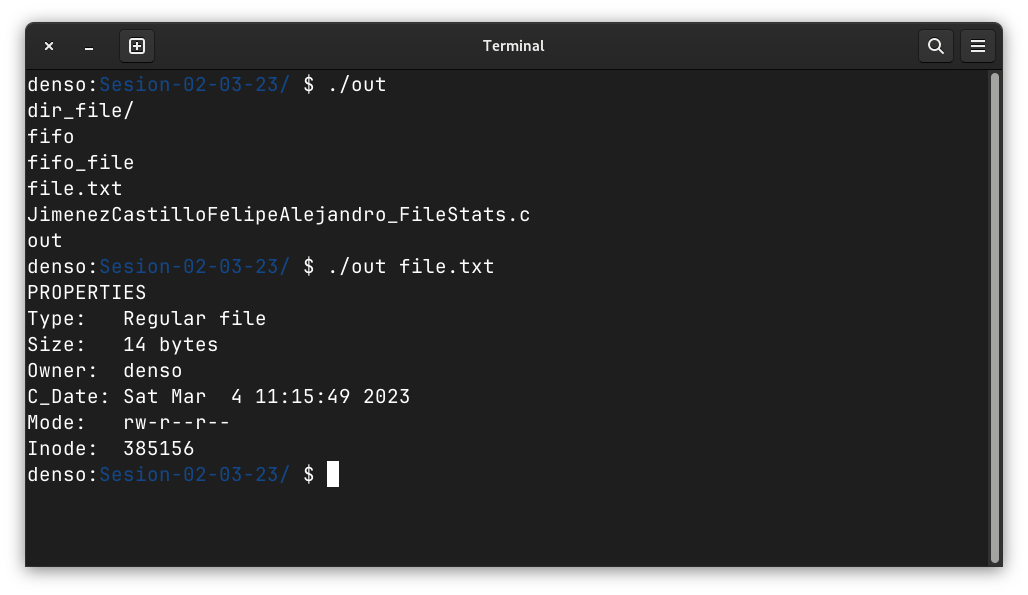 Terminal
denso:Sesion-02-03-23/ $ ./out
dir_file/
fifo
fifo_file
file.txt
JimenezCastilloFelipeAlejandro_FileStats.c
out
denso:Sesion-02-03-23/ $ ./out file.txt
PROPERTIES
Type:   Regular file
Size:   14 bytes
Owner:  denso
C_Date: Sat Mar  4 11:15:49 2023
Mode:   rw-r--r--
Inode:  385156
denso:Sesion-02-03-23/ $